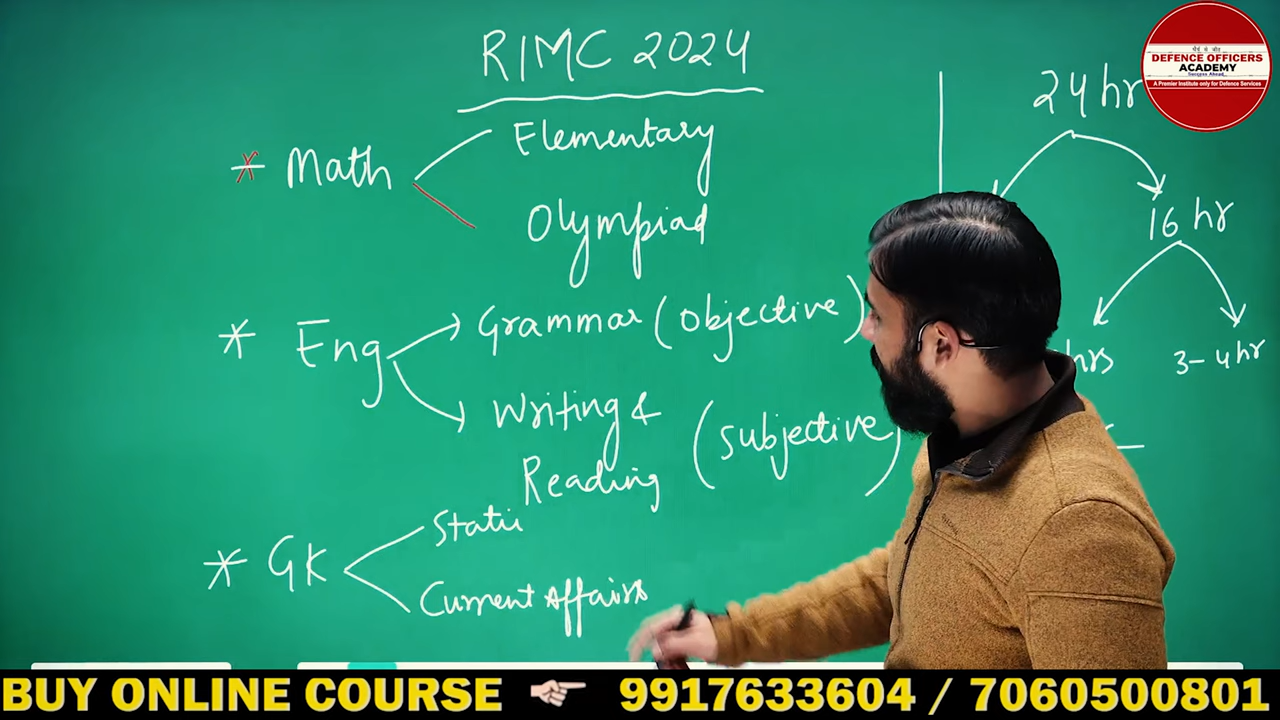 RIMC 2024
* Math
Elementary
Olympiad
* Eng
Grammar (objective)
Writing &
Reading
(Subjective)
* GK
Static
Current Affairs
24 hr
16 hr
hrs
3-4 hr
DEFENCE OFFICERS
ACADEMY
A Premier Institute only for Defence Services
BUY ONLINE COURSE 9917633604 / 7060500801